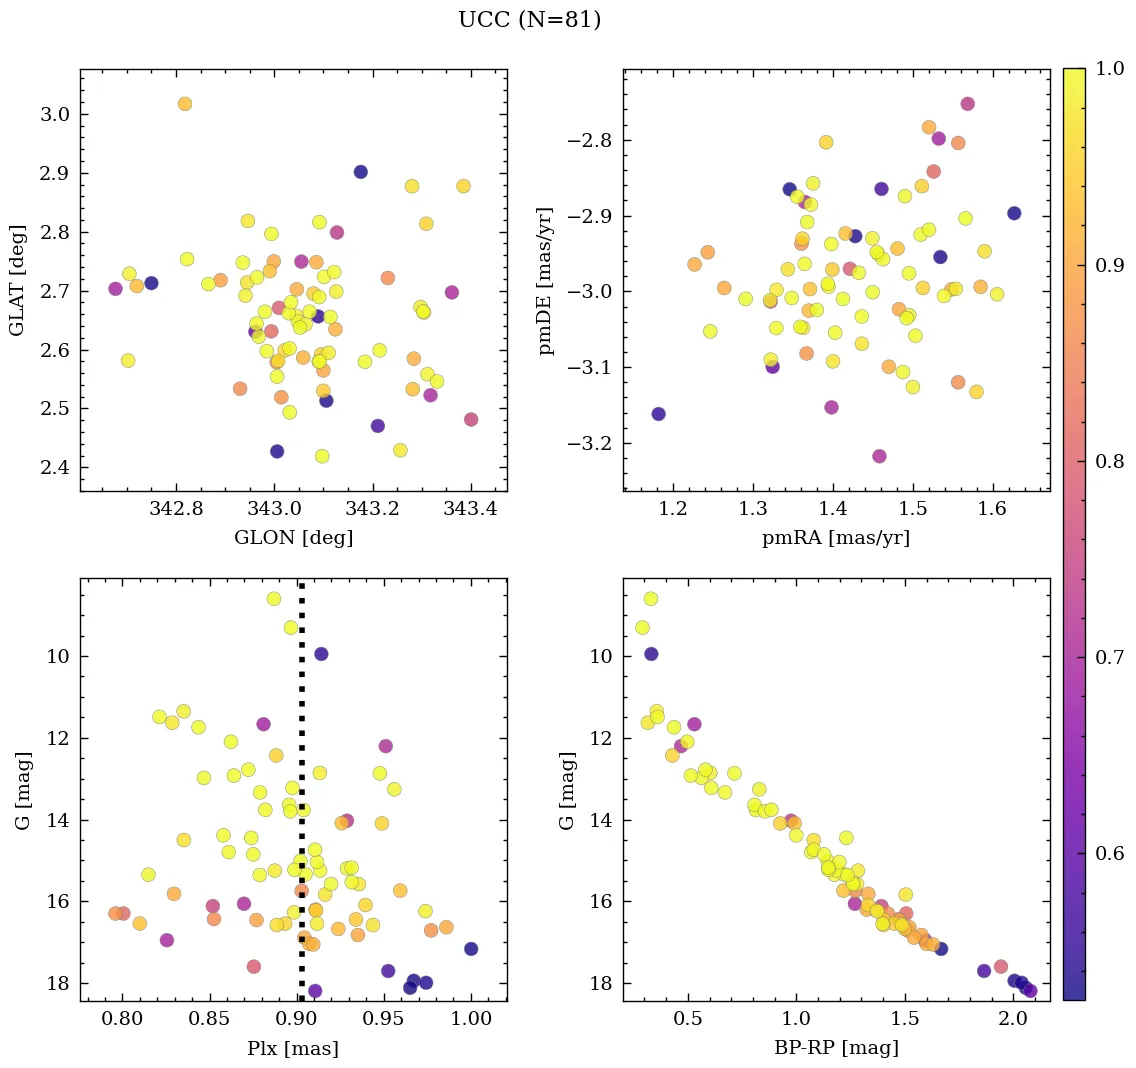 UCC (N=81)
3.0
2.9
2.8
2.7
2.6
2.5
2.4
GLAT [deg]
342.8 343.0 343.2 343.4
GLON [deg]
−2.8
−2.9
−3.0
−3.1
−3.2
pmDE [mas/yr]
1.2 1.3 1.4 1.5 1.6
pmRA [mas/yr]
1.0
0.9
0.8
0.7
0.6
10
12
14
16
18
G [mag]
0.80 0.85 0.90 0.95 1.00
Plx [mas]
10
12
14
16
18
G [mag]
0.5 1.0 1.5 2.0
BP-RP [mag]